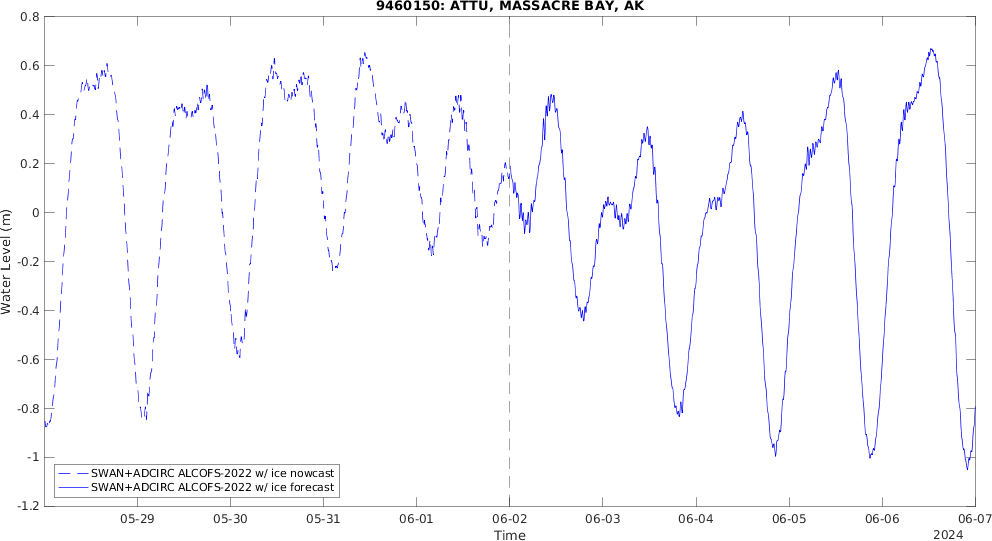 9460150: ATTU, MASSACRE BAY, AK
Water Level (m)
0.8
0.6
0.4
0.2
0
-0.2
-0.4
-0.6
-0.8
-1
-1.2
SWAN+ADCIRC ALCOFS-2022 w/ ice nowcast
SWAN+ADCIRC ALCOFS-2022 w/ ice forecast
05-29 05-30 05-31 06-01 06-02 06-03 06-04 06-05 06-06 06-07
Time
2024